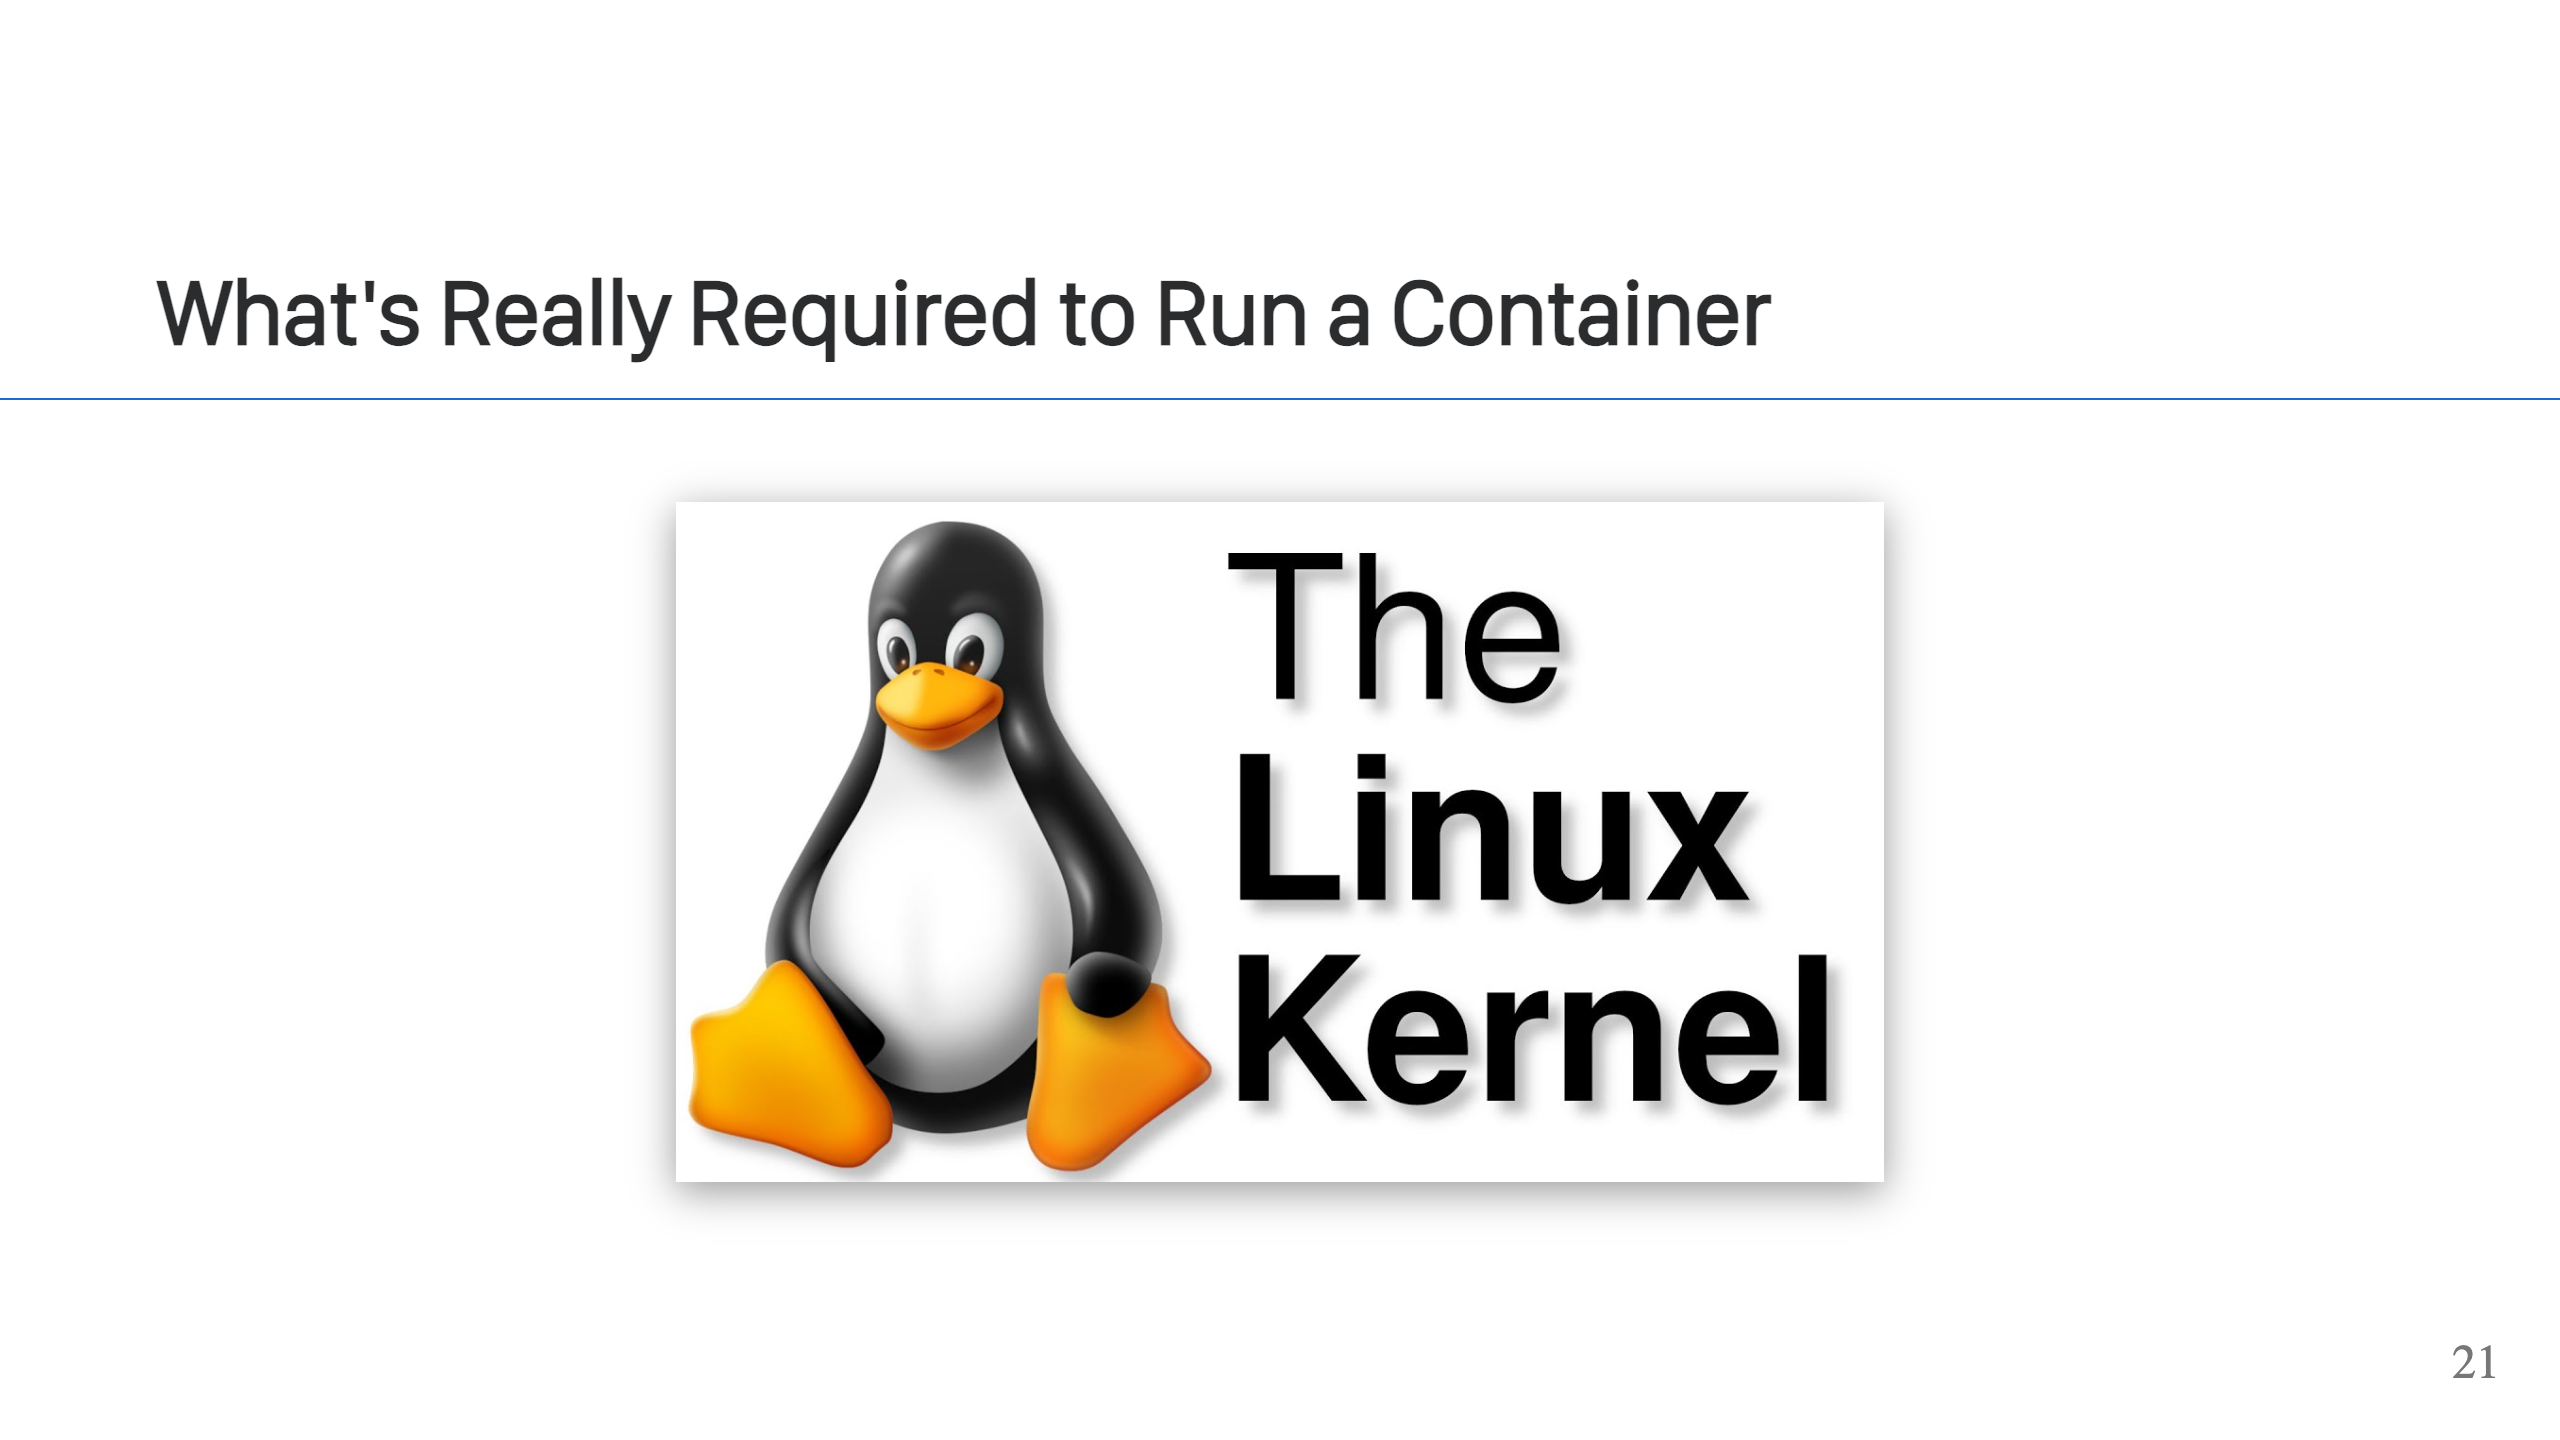 What's Really Required to Run a Container
The
Linux
Kernel
21